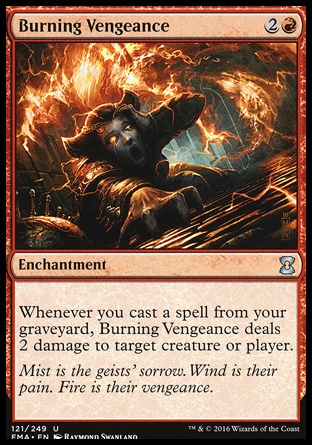 Burning Vengeance 2
Enchantment
Whenever you cast a spell from your
graveyard, Burning Vengeance deals
2 damage to target creature or player.
Mist is the geists' sorrow. Wind is their
pain. Fire is their vengeance.
121/249 U
EMA • EN Raymond Swanland
™ & © 2016 Wizards of the Coast